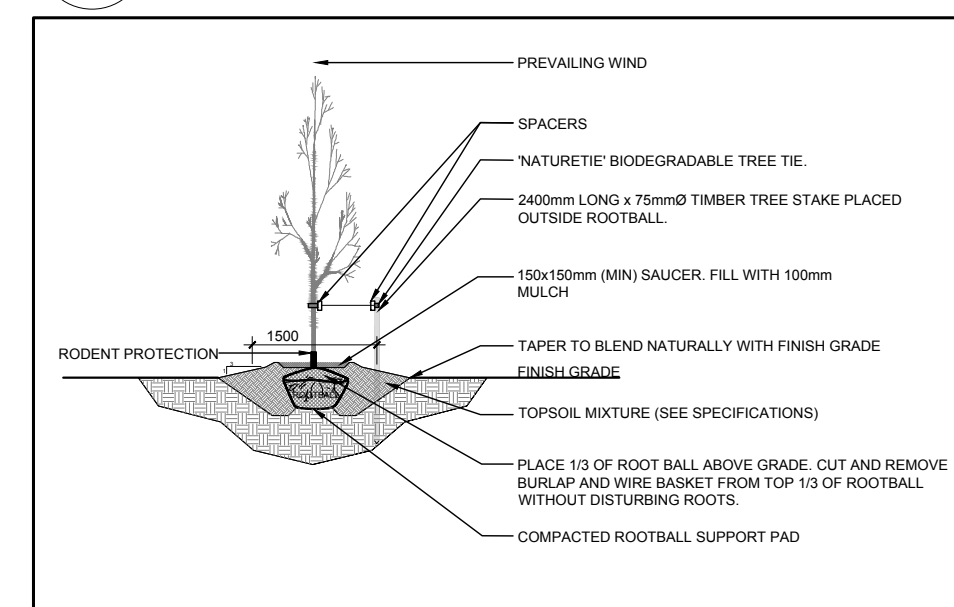 PREVAILING WIND
SPACERS
'NATURETIE' BIODEGRADABLE TREE TIE.
2400mm LONG x 75mmØ TIMBER TREE STAKE PLACED
OUTSIDE ROOTBALL.
150x150mm (MIN) SAUCER. FILL WITH 100mm
MULCH
1500
RODENT PROTECTION
TAPER TO BLEND NATURALLY WITH FINISH GRADE
3
1
FINISH GRADE
ROOTBALL
TOPSOIL MIXTURE (SEE SPECIFICATIONS)
PLACE 1/3 OF ROOT BALL ABOVE GRADE. CUT AND REMOVE
BURLAP AND WIRE BASKET FROM TOP 1/3 OF ROOTBALL
WITHOUT DISTURBING ROOTS.
COMPACTED ROOTBALL SUPPORT PAD